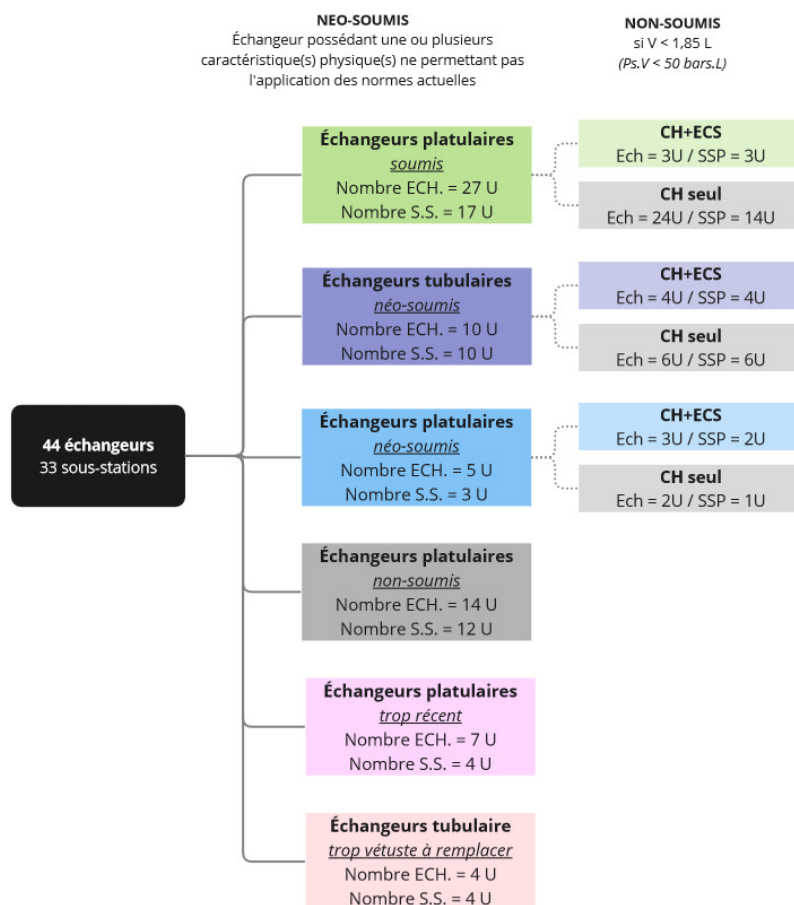 NEO-SOUMIS
Échangeur possédant une ou plusieurs
caractéristique(s) physique(s) ne permettant pas
l'application des normes actuelles
NON-SOUMIS
si V < 1,85 L
(Ps.V < 50 bars.L)
44 échangeurs
33 sous-stations
Échangeurs platulaires
soumis
Nombre ECH. = 27 U
Nombre S.S. = 17 U
CH+ECS
Ech = 3U / SSP = 3U
CH seul
Ech = 24U / SSP = 14U
Échangeurs tubulaires
néo-soumis
Nombre ECH. = 10 U
Nombre S.S. = 10 U
CH+ECS
Ech = 4U / SSP = 4U
CH seul
Ech = 6U / SSP = 6U
Échangeurs platulaires
néo-soumis
Nombre ECH. = 5 U
Nombre S.S. = 3 U
CH+ECS
Ech = 3U / SSP = 2U
CH seul
Ech = 2U / SSP = 1U
Échangeurs platulaires
non-soumis
Nombre ECH. = 14 U
Nombre S.S. = 12 U
Échangeurs platulaires
trop récent
Nombre ECH. = 7 U
Nombre S.S. = 4 U
Échangeurs tubulaire
trop vétuste à remplacer
Nombre ECH. = 4 U
Nombre S.S. = 4 U